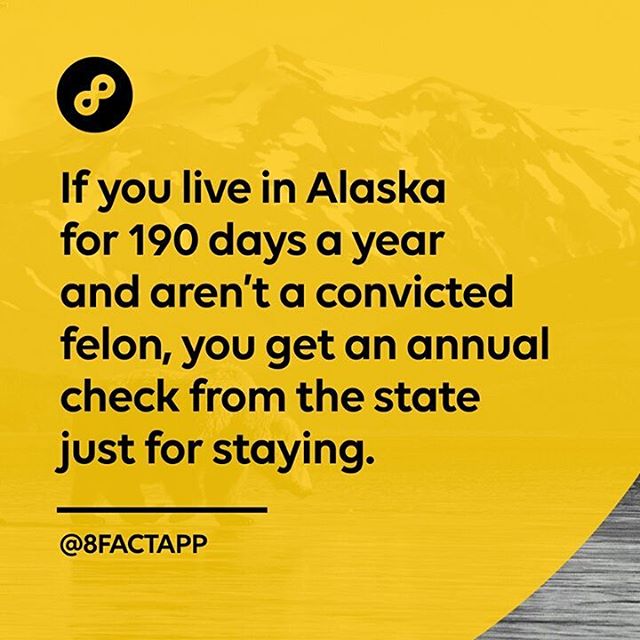 If you live in Alaska
for 190 days a year
and aren't a convicted
felon, you get an annual
check from the state
just for staying.
@8FACTAPP